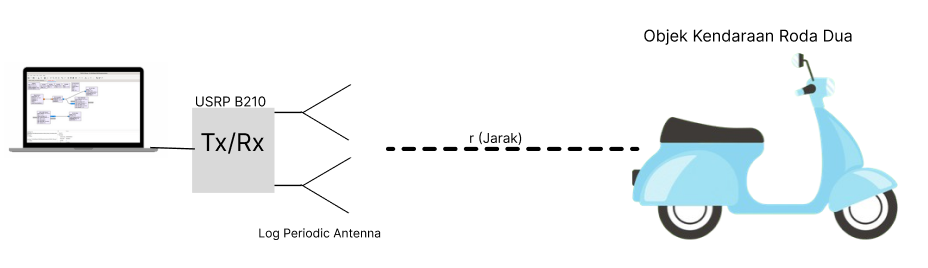 Objek Kendaraan Roda Dua
USRP B210
Tx/Rx
r (Jarak)
Log Periodic Antenna